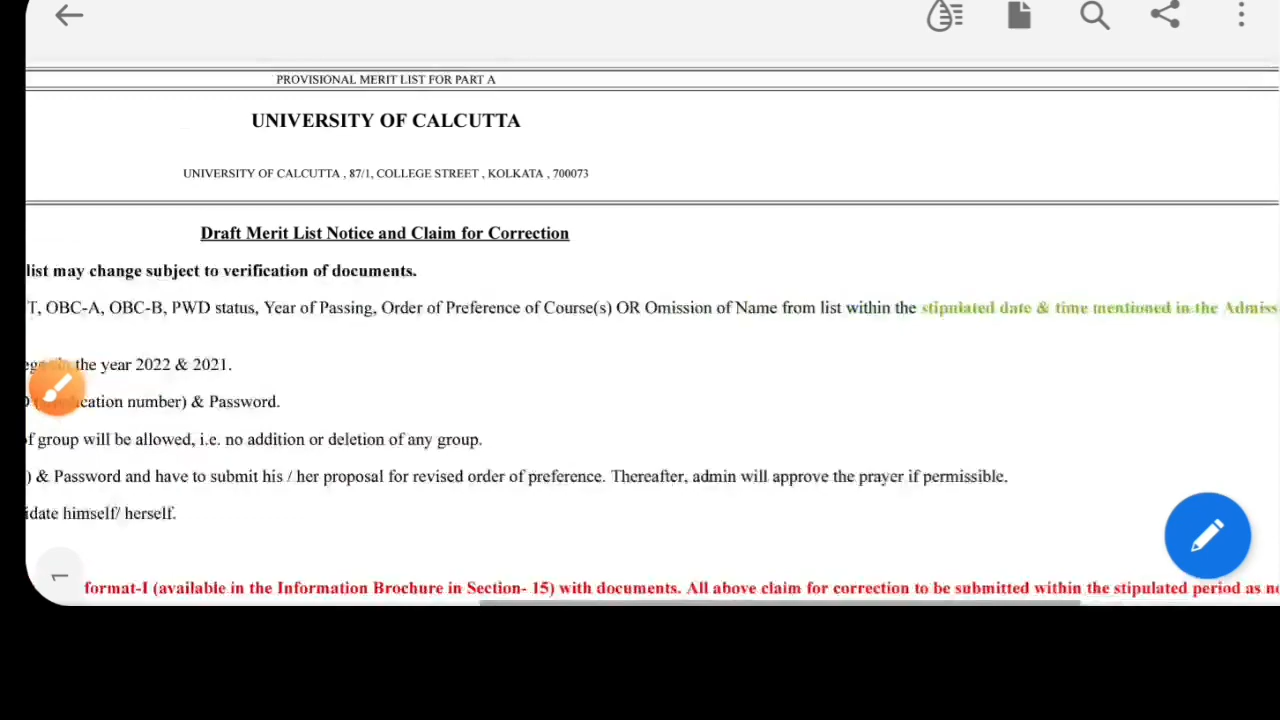 PROVISIONAL MERIT LIST FOR PART A
UNIVERSITY OF CALCUTTA
UNIVERSITY OF CALCUTTA , 87/1, COLLEGE STREET , KOLKATA , 700073
Draft Merit List Notice and Claim for Correction
list may change subject to verification of documents.
T, OBC-A, OBC-B, PWD status, Year of Passing, Order of Preference of Course(s) OR Omission of Name from list within the stipulated date & time mentioned in the Admiss
the year 2022 & 2021.
ication number) & Password.
of group will be allowed, i.e. no addition or deletion of any group.
) & Password and have to submit his / her proposal for revised order of preference. Thereafter, admin will approve the prayer if permissible.
idate himself/ herself.
format-I (available in the Information Brochure in Section- 15) with documents. All above claim for correction to be submitted within the stipulated period as no